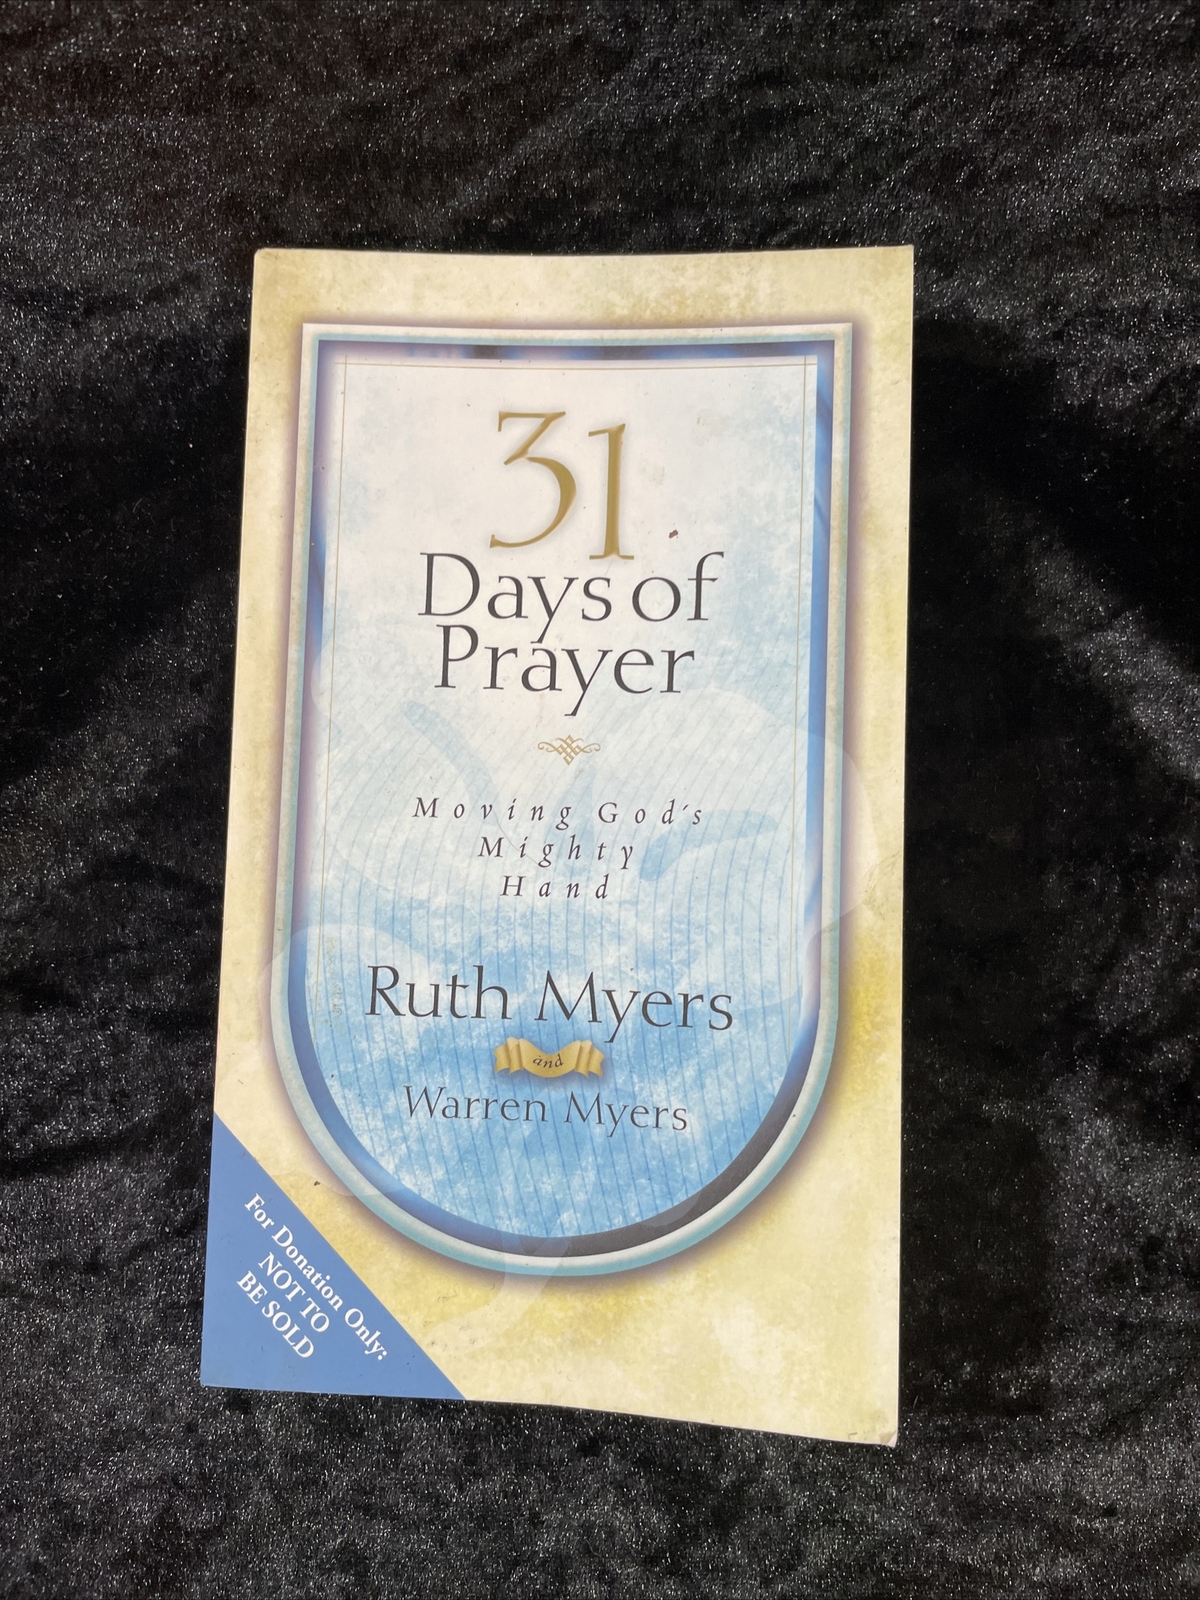 31
Days of
Prayer
Moving God's
Mighty
Hand
Ruth Myers
and
Warren Myers
For Donation Only:
NOT TO
BE SOLD